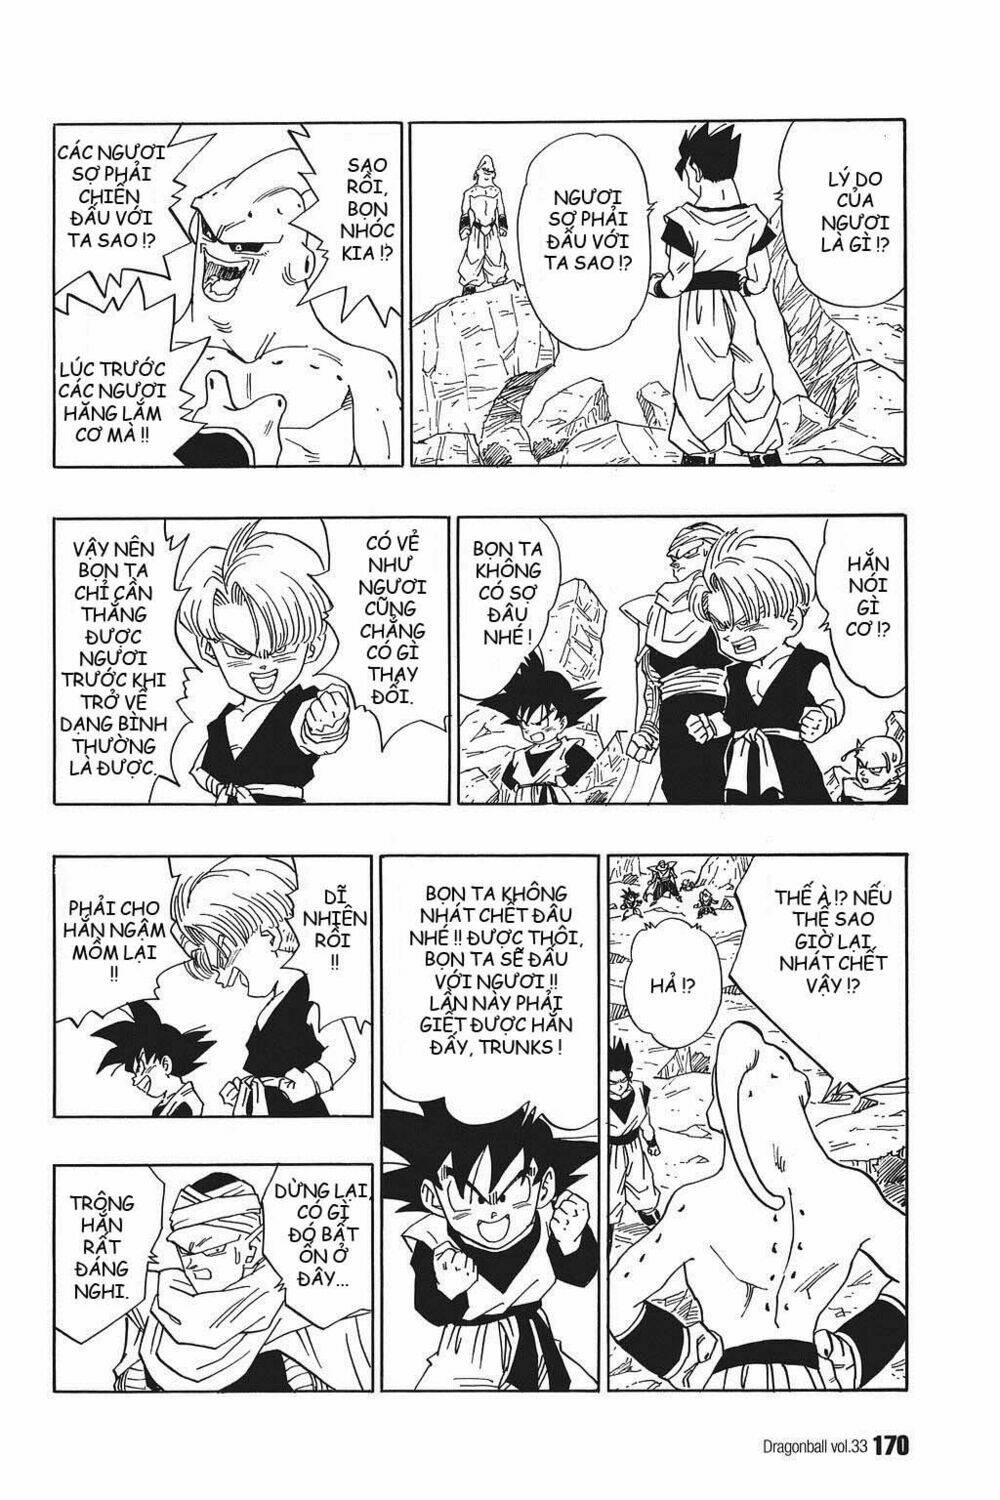 LÝ DO
CỦA
NGƯƠI
LÀ GÌ !?
NGƯƠI
SỢ PHẢI
ĐẤU VỚI
TA SAO !?
SAO
RỒI,
BỌN
NHÓC
KIA !?
CÁC NGƯƠI
SỢ PHẢI
CHIẾN
ĐẤU VỚI
TA SAO !?
LÚC TRƯỚC
CÁC NGƯƠI
HĂNG LẮM
CƠ MÀ !!
HẮN
NÓI
GÌ
CƠ !?
BỌN TA
KHÔNG
CÓ SỢ
ĐÂU
NHÉ !
CÓ VẺ
NHƯ
NGƯƠI
CŨNG
CHẲNG
CÓ GÌ
THAY
ĐỔI.
VẬY NÊN
BỌN TA
CHỈ CẦN
THẮNG
ĐƯỢC
NGƯƠI
TRƯỚC KHI
TRỞ VỀ
DẠNG BÌNH
THƯỜNG
LÀ ĐƯỢC.
THẾ À !? NẾU
THẾ SAO
GIỜ LẠI
NHÁT CHẾT
VẬY !?
HẢ !?
BỌN TA KHÔNG
NHÁT CHẾT ĐÂU
NHÉ !! ĐƯỢC THÔI,
BỌN TA SẼ ĐẤU
VỚI NGƯƠI !!
LẦN NÀY PHẢI
GIẾT ĐƯỢC HẮN
ĐẤY, TRUNKS !
DĨ
NHIÊN
RỒI
!!
PHẢI CHO
HẮN NGẬM
MỒM LẠI
!!
DỪNG LẠI,
CÓ GÌ
ĐÓ BẤT
ỔN Ở
ĐÂY...
TRÔNG
HẮN
RẤT
ĐÁNG
NGHI.
Dragonball vol.33 170